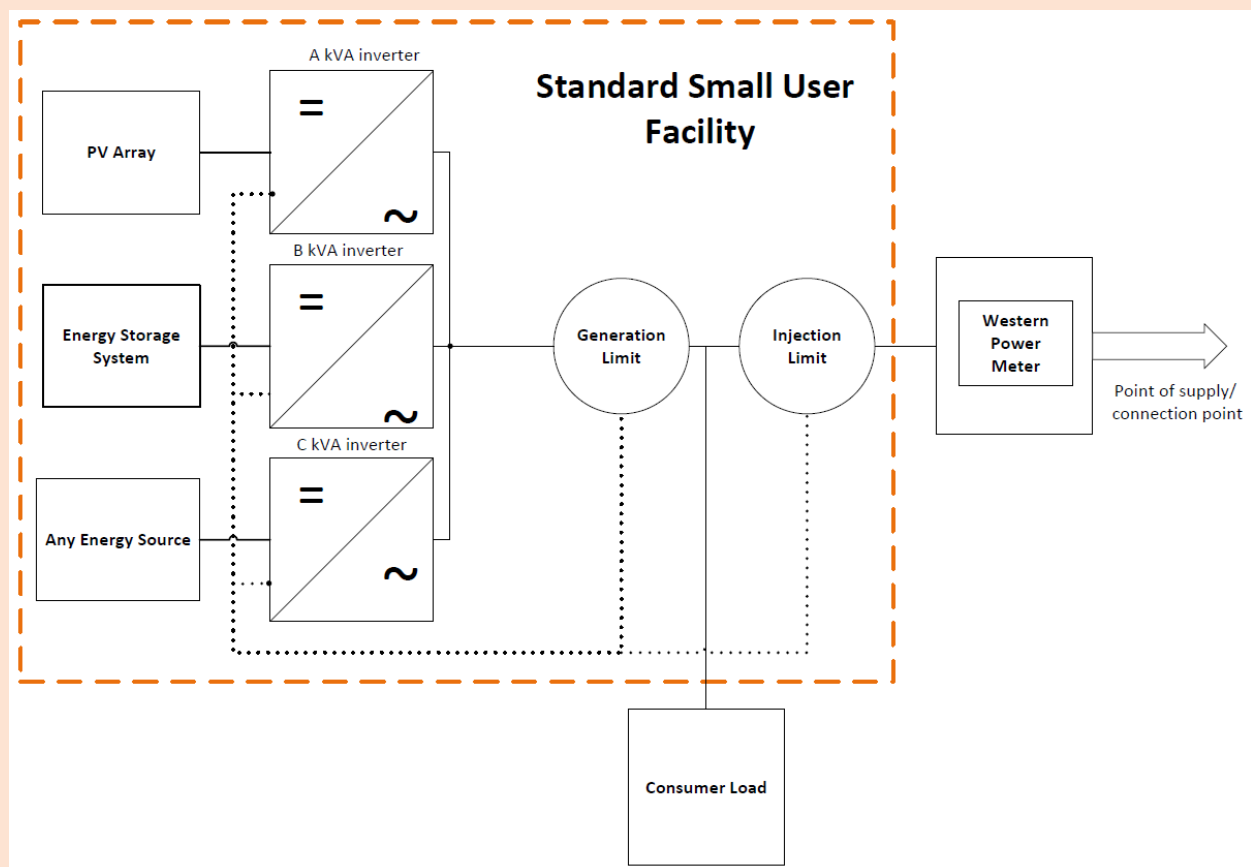 A kVA inverter
Standard Small User
Facility
=
PV Array
~
B kVA inverter
=
Energy Storage
System
~
Generation
Limit
Injection
Limit
Western
Power
Meter
Point of supply/
connection point
C kVA inverter
=
Any Energy Source
~
Consumer Load